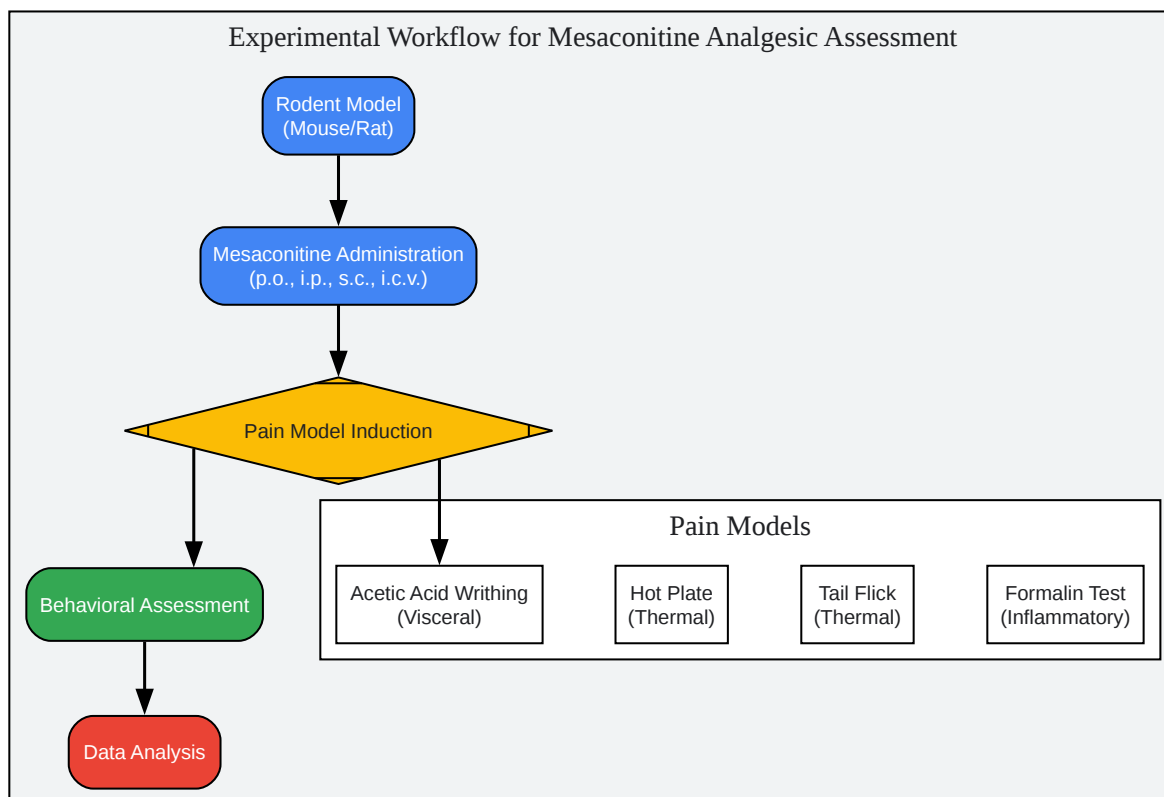 Experimental Workflow for Mesaconitine Analgesic Assessment
Rodent Model
(Mouse/Rat)
Mesaconitine Administration
(p.o., i.p., s.c., i.c.v.)
Pain Model Induction
Pain Models
Acetic Acid Writhing
(Visceral)
Hot Plate
(Thermal)
Tail Flick
(Thermal)
Formalin Test
(Inflammatory)
Behavioral Assessment
Data Analysis